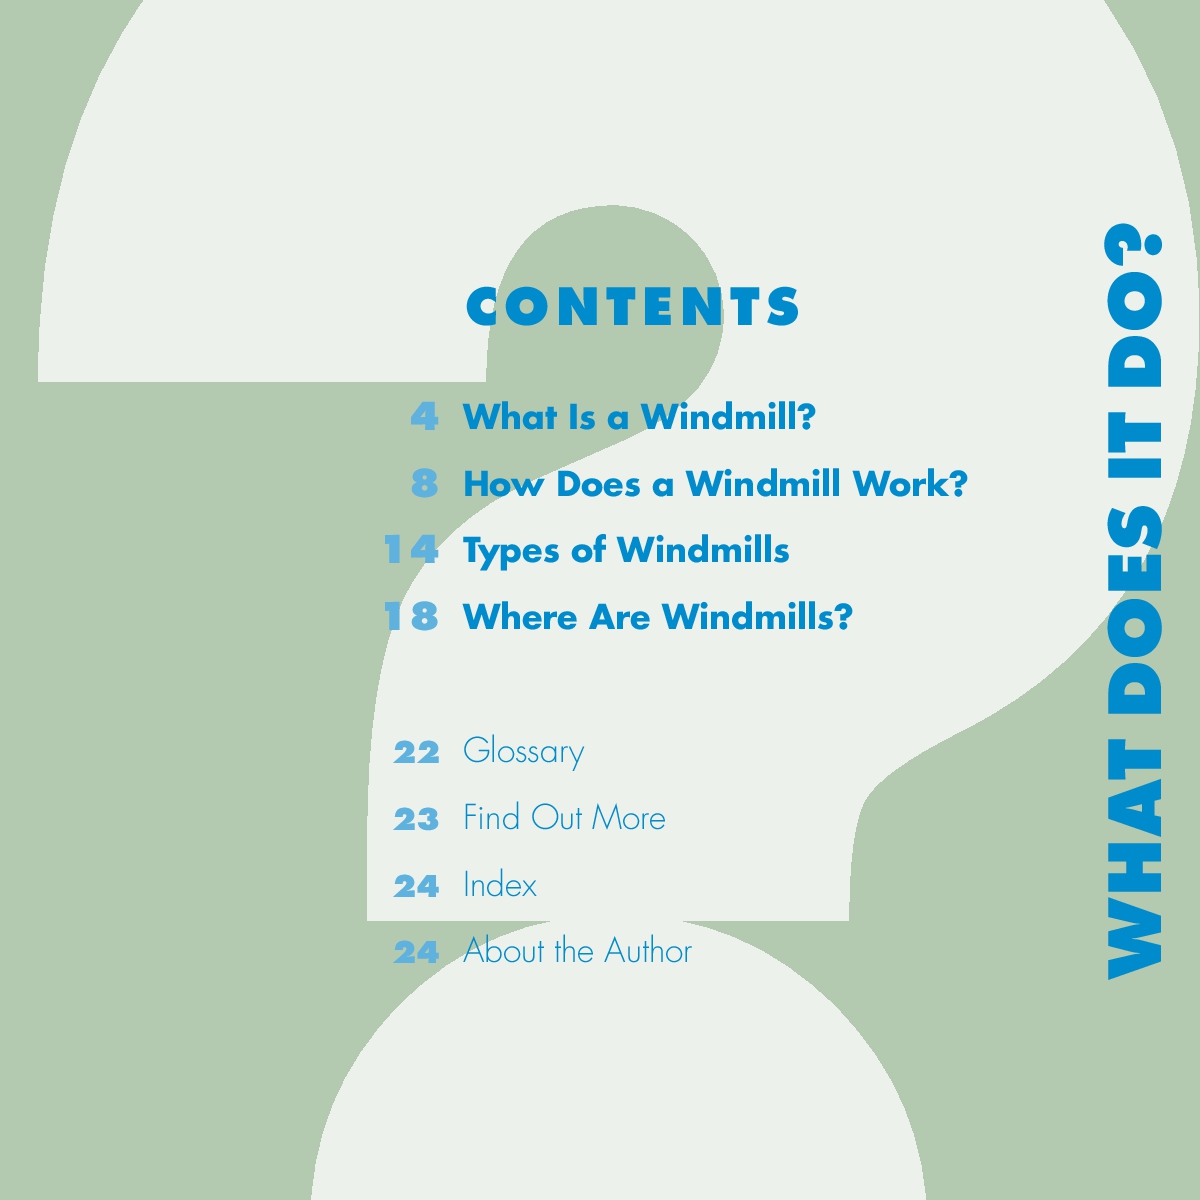 CONTENTS
4 What Is a Windmill?
8 How Does a Windmill Work?
14 Types of Windmills
18 Where Are Windmills?
22 Glossary
23 Find Out More
24 Index
24 About the Author
WHAT DOES IT DO?